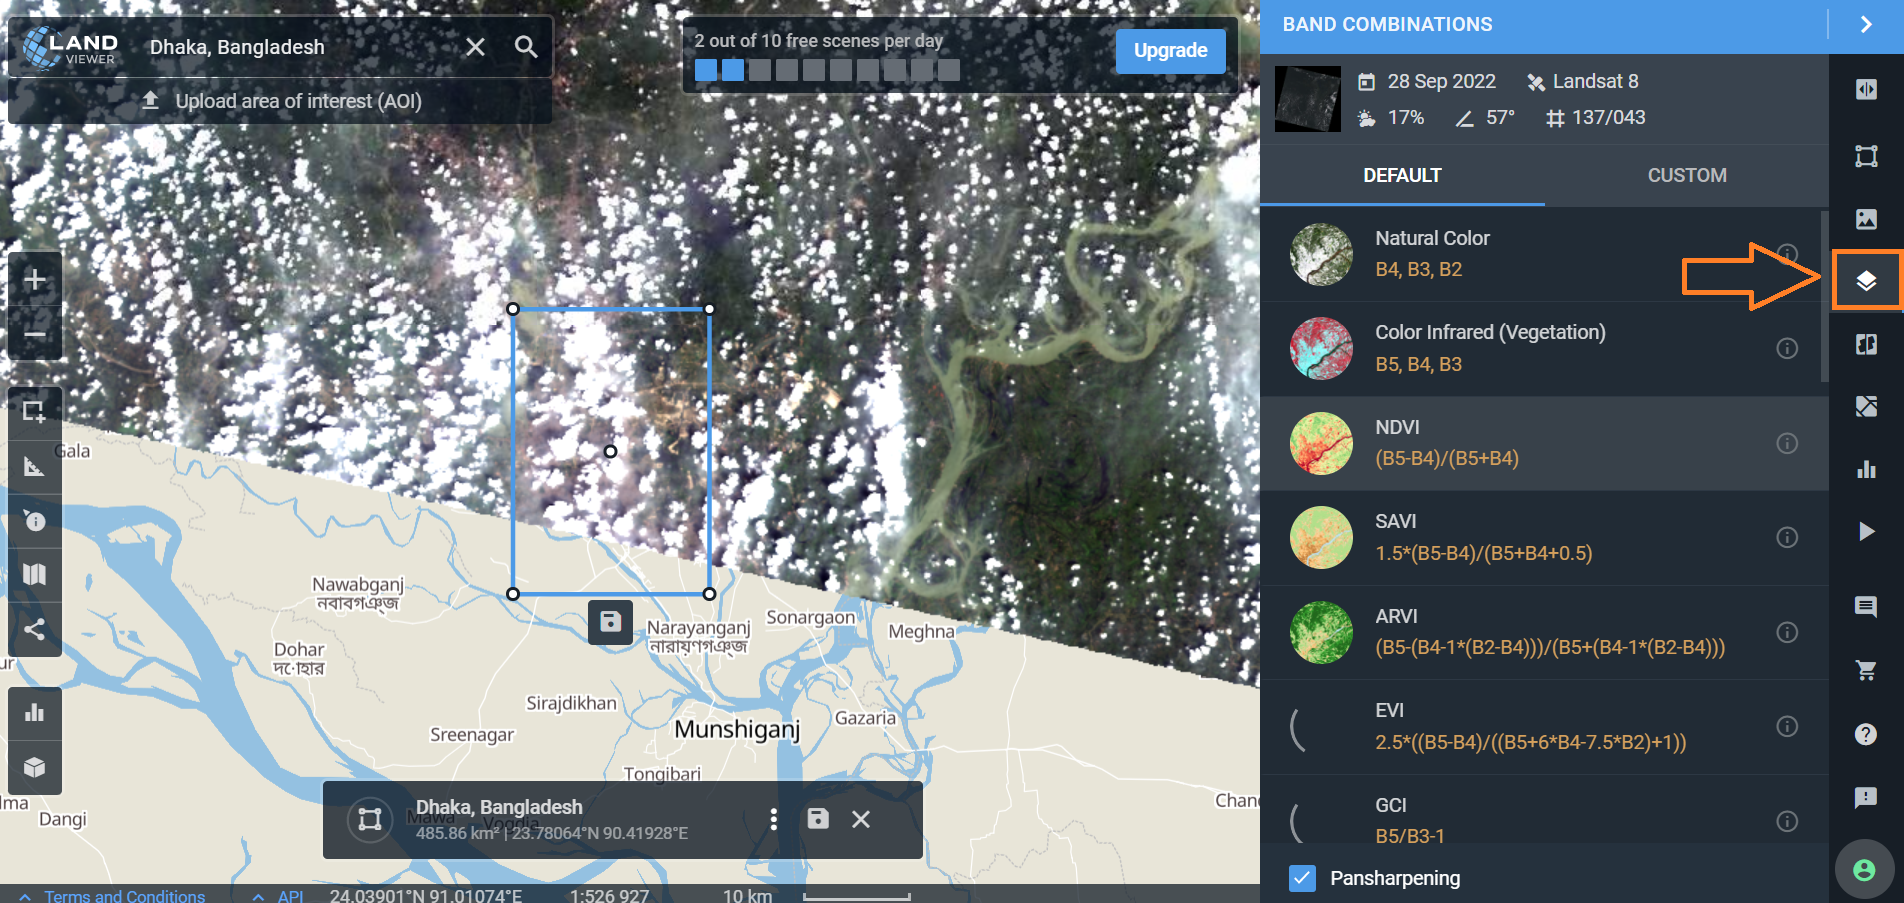 LAND
VIEWER
Dhaka, Bangladesh
Upload area of interest (AOI)
2 out of 10 free scenes per day
Upgrade
Gala
Nawabganj
নবাবগঞ্জ
Dohar
দোহার
Narayanganj
নারায়ণগঞ্জ
Sonargaon
Meghna
Sirajdikhan
Sreenagar
Munshiganj
Gazaria
Tongibari
Dangi
Mawa
Vogdia
Chand
Dhaka, Bangladesh
485.86 km² | 23.78064°N 90.41928°E
Terms and Conditions
API
24.03901°N 91.01074°E
1:526 927
10 km
BAND COMBINATIONS
28 Sep 2022
Landsat 8
17%
57°
137/043
DEFAULT
CUSTOM
Natural Color
B4, B3, B2
Color Infrared (Vegetation)
B5, B4, B3
NDVI
(B5-B4)/(B5+B4)
SAVI
1.5*(B5-B4)/(B5+B4+0.5)
ARVI
(B5-(B4-1*(B2-B4)))/(B5+(B4-1*(B2-B4)))
EVI
2.5*((B5-B4)/((B5+6*B4-7.5*B2)+1))
GCI
B5/B3-1
Pansharpening